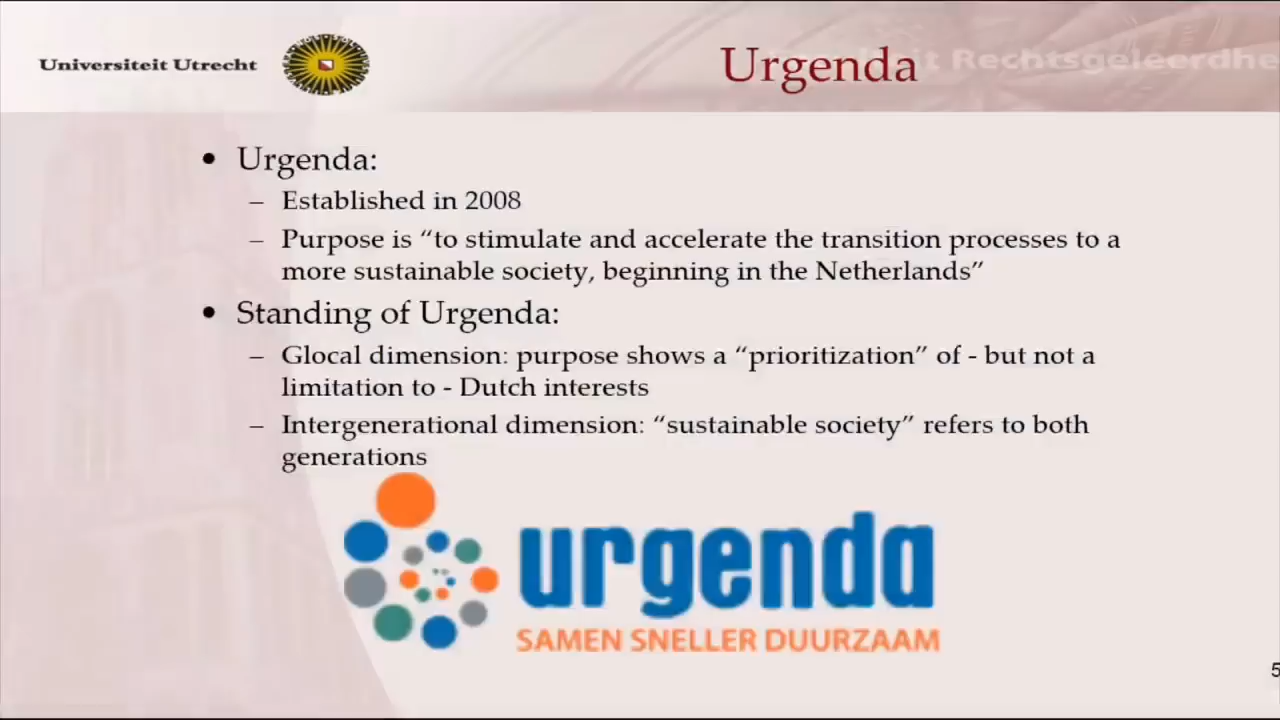 Universiteit Utrecht
Urgenda
t Rechtsgeleerdhe
• Urgenda:
– Established in 2008
– Purpose is “to stimulate and accelerate the transition processes to a
more sustainable society, beginning in the Netherlands”
• Standing of Urgenda:
– Glocal dimension: purpose shows a “prioritization” of - but not a
limitation to - Dutch interests
– Intergenerational dimension: “sustainable society” refers to both
generations
urgenda
SAMEN SNELLER DUURZAAM
5